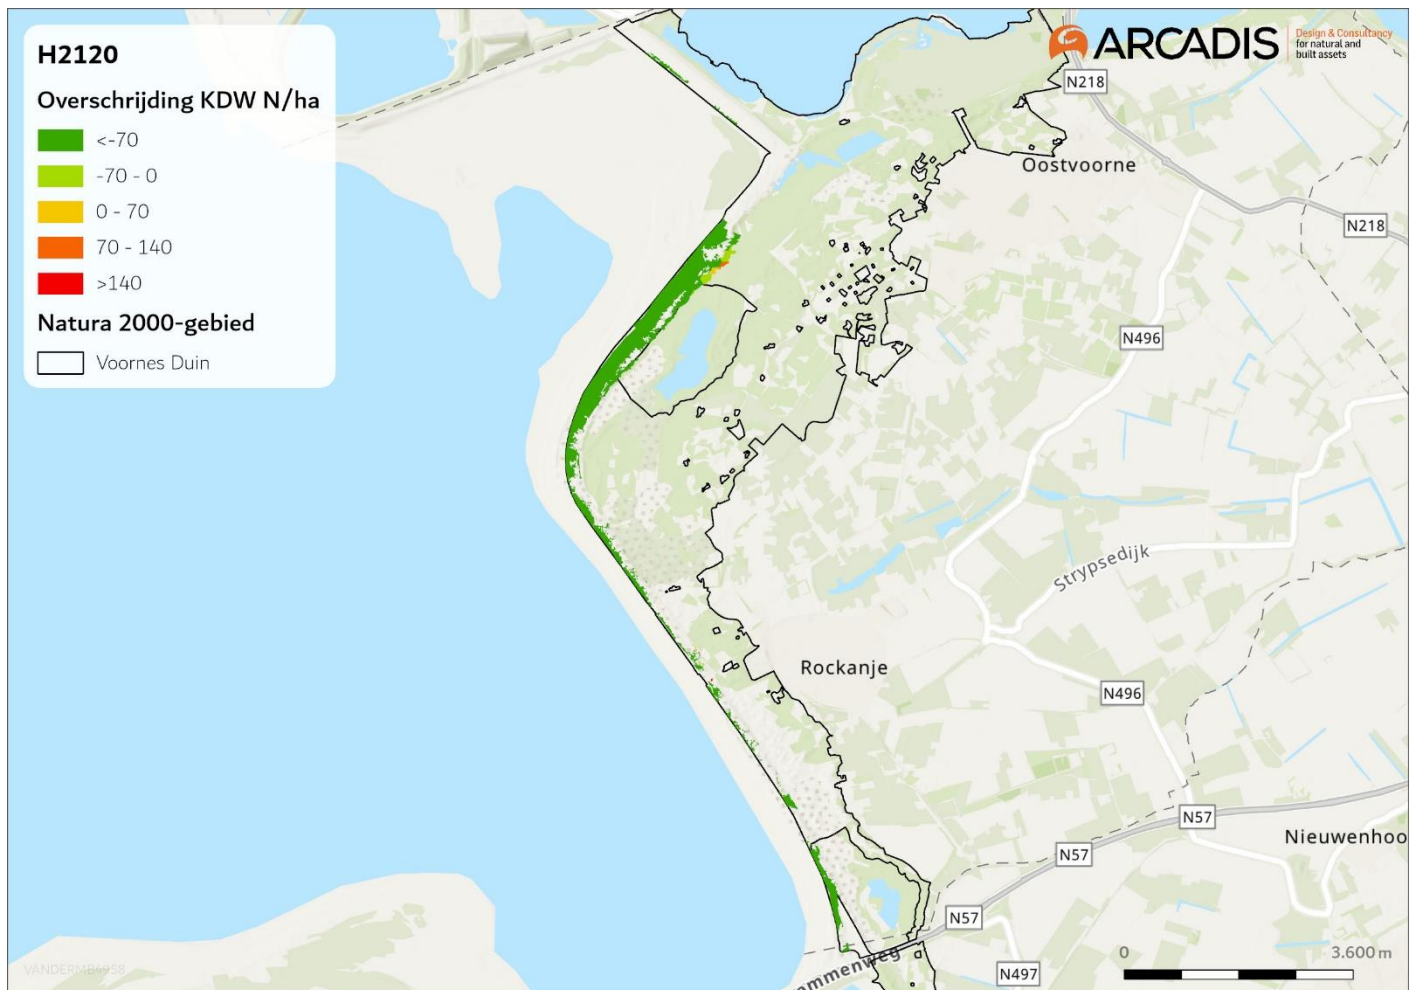 H2120
Overschrijding KDW N/ha
<-70
-70 - 0
0 - 70
70 - 140
>140
Natura 2000-gebied
Voornes Duin
ARCADIS
Design & Consultancy
for natural and
built assets
N218
Oostvoorne
N218
N496
Strypsedijk
Rockanje
N496
N57
Nieuwenhoo
N57
N57
ammenweg
N497
0
3.600 m
VANDERMB4958